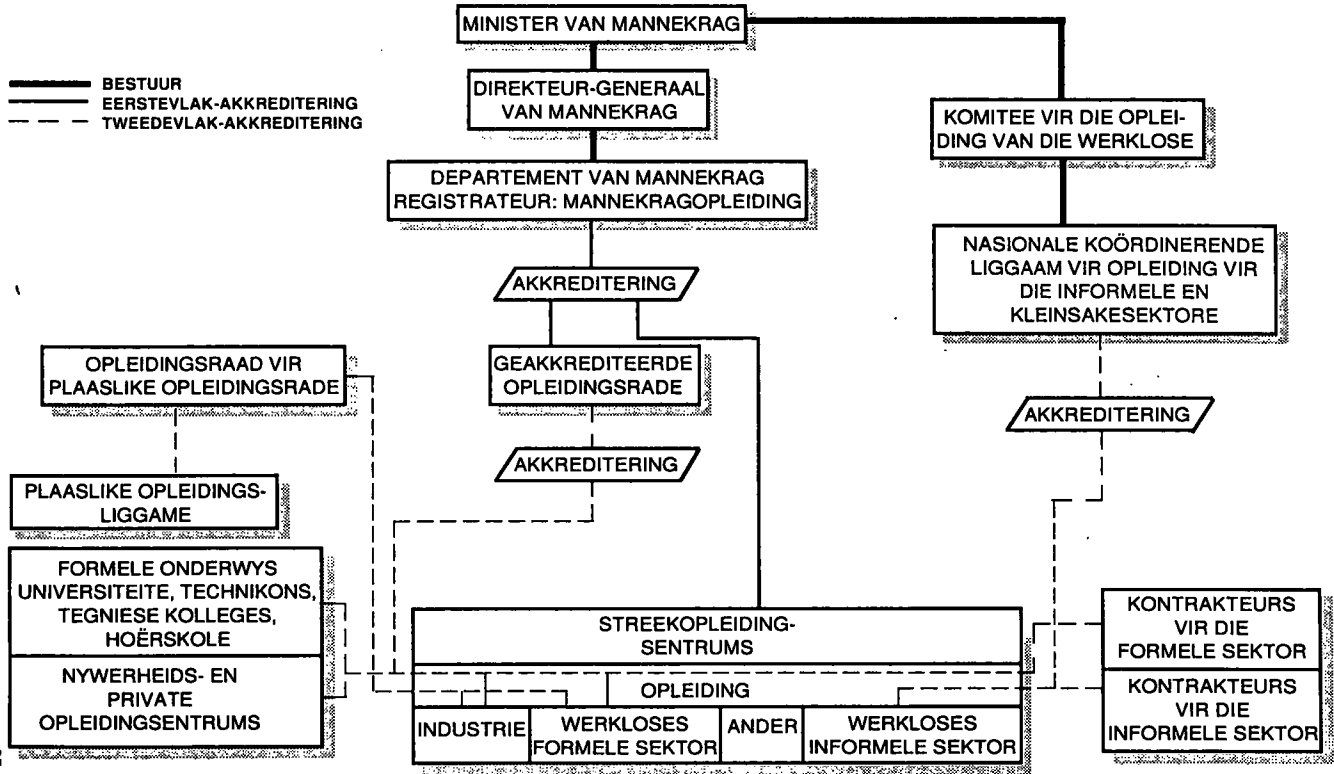 MINISTER VAN MANNEKRAG
BESTUUR
EERSTEVLAK-AKKREDITERING
TWEEDEVLAK-AKKREDITERING
DIREKTEUR-GENERAAL
VAN MANNEKRAG
KOMITEE VIR DIE OPLEI-
DING VAN DIE WERKLOSE
DEPARTEMENT VAN MANNEKRAG
REGISTRATEUR: MANNEKRAGOPLEIDING
NASIONALE KOÖRDINERENDE
LIGGAAM VIR OPLEIDING VIR
DIE INFORMELE EN
KLEINSAKESEKTORE
AKKREDITERING
OPLEIDINGSRAAD VIR
PLAASLIKE OPLEIDINGSRADE
GEAKKREDITEERDE
OPLEIDINGSRADE
AKKREDITERING
AKKREDITERING
PLAASLIKE OPLEIDINGS-
LIGGAME
FORMELE ONDERWYS
UNIVERSITEITE, TECHNIKONS,
TEGNIESE KOLLEGES,
HOËRSKOLE
NYWERHEIDS- EN
PRIVATE
OPLEIDINGSENTRUMS
STREEKOPLEIDING-
SENTRUMS
OPLEIDING
INDUSTRIE
WERKLOSES
FORMELE SEKTOR
ANDER
WERKLOSES
INFORMELE SEKTOR
KONTRAKTEURS
VIR DIE
FORMELE SEKTOR
KONTRAKTEURS
VIR DIE
INFORMELE SEKTOR